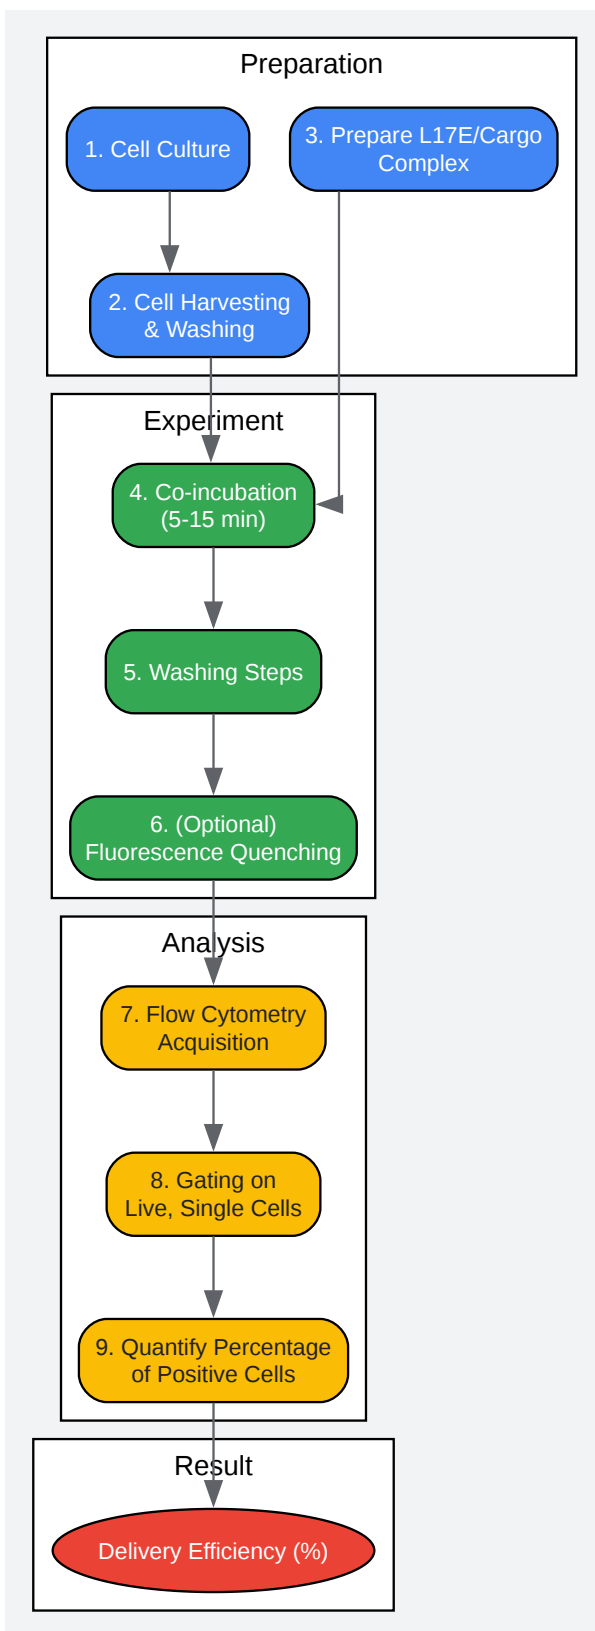 Preparation
1. Cell Culture
3. Prepare L17E/Cargo
Complex
2. Cell Harvesting
& Washing
Experiment
4. Co-incubation
(5-15 min)
5. Washing Steps
6. (Optional)
Fluorescence Quenching
Analysis
7. Flow Cytometry
Acquisition
8. Gating on
Live, Single Cells
9. Quantify Percentage
of Positive Cells
Result
Delivery Efficiency (%)